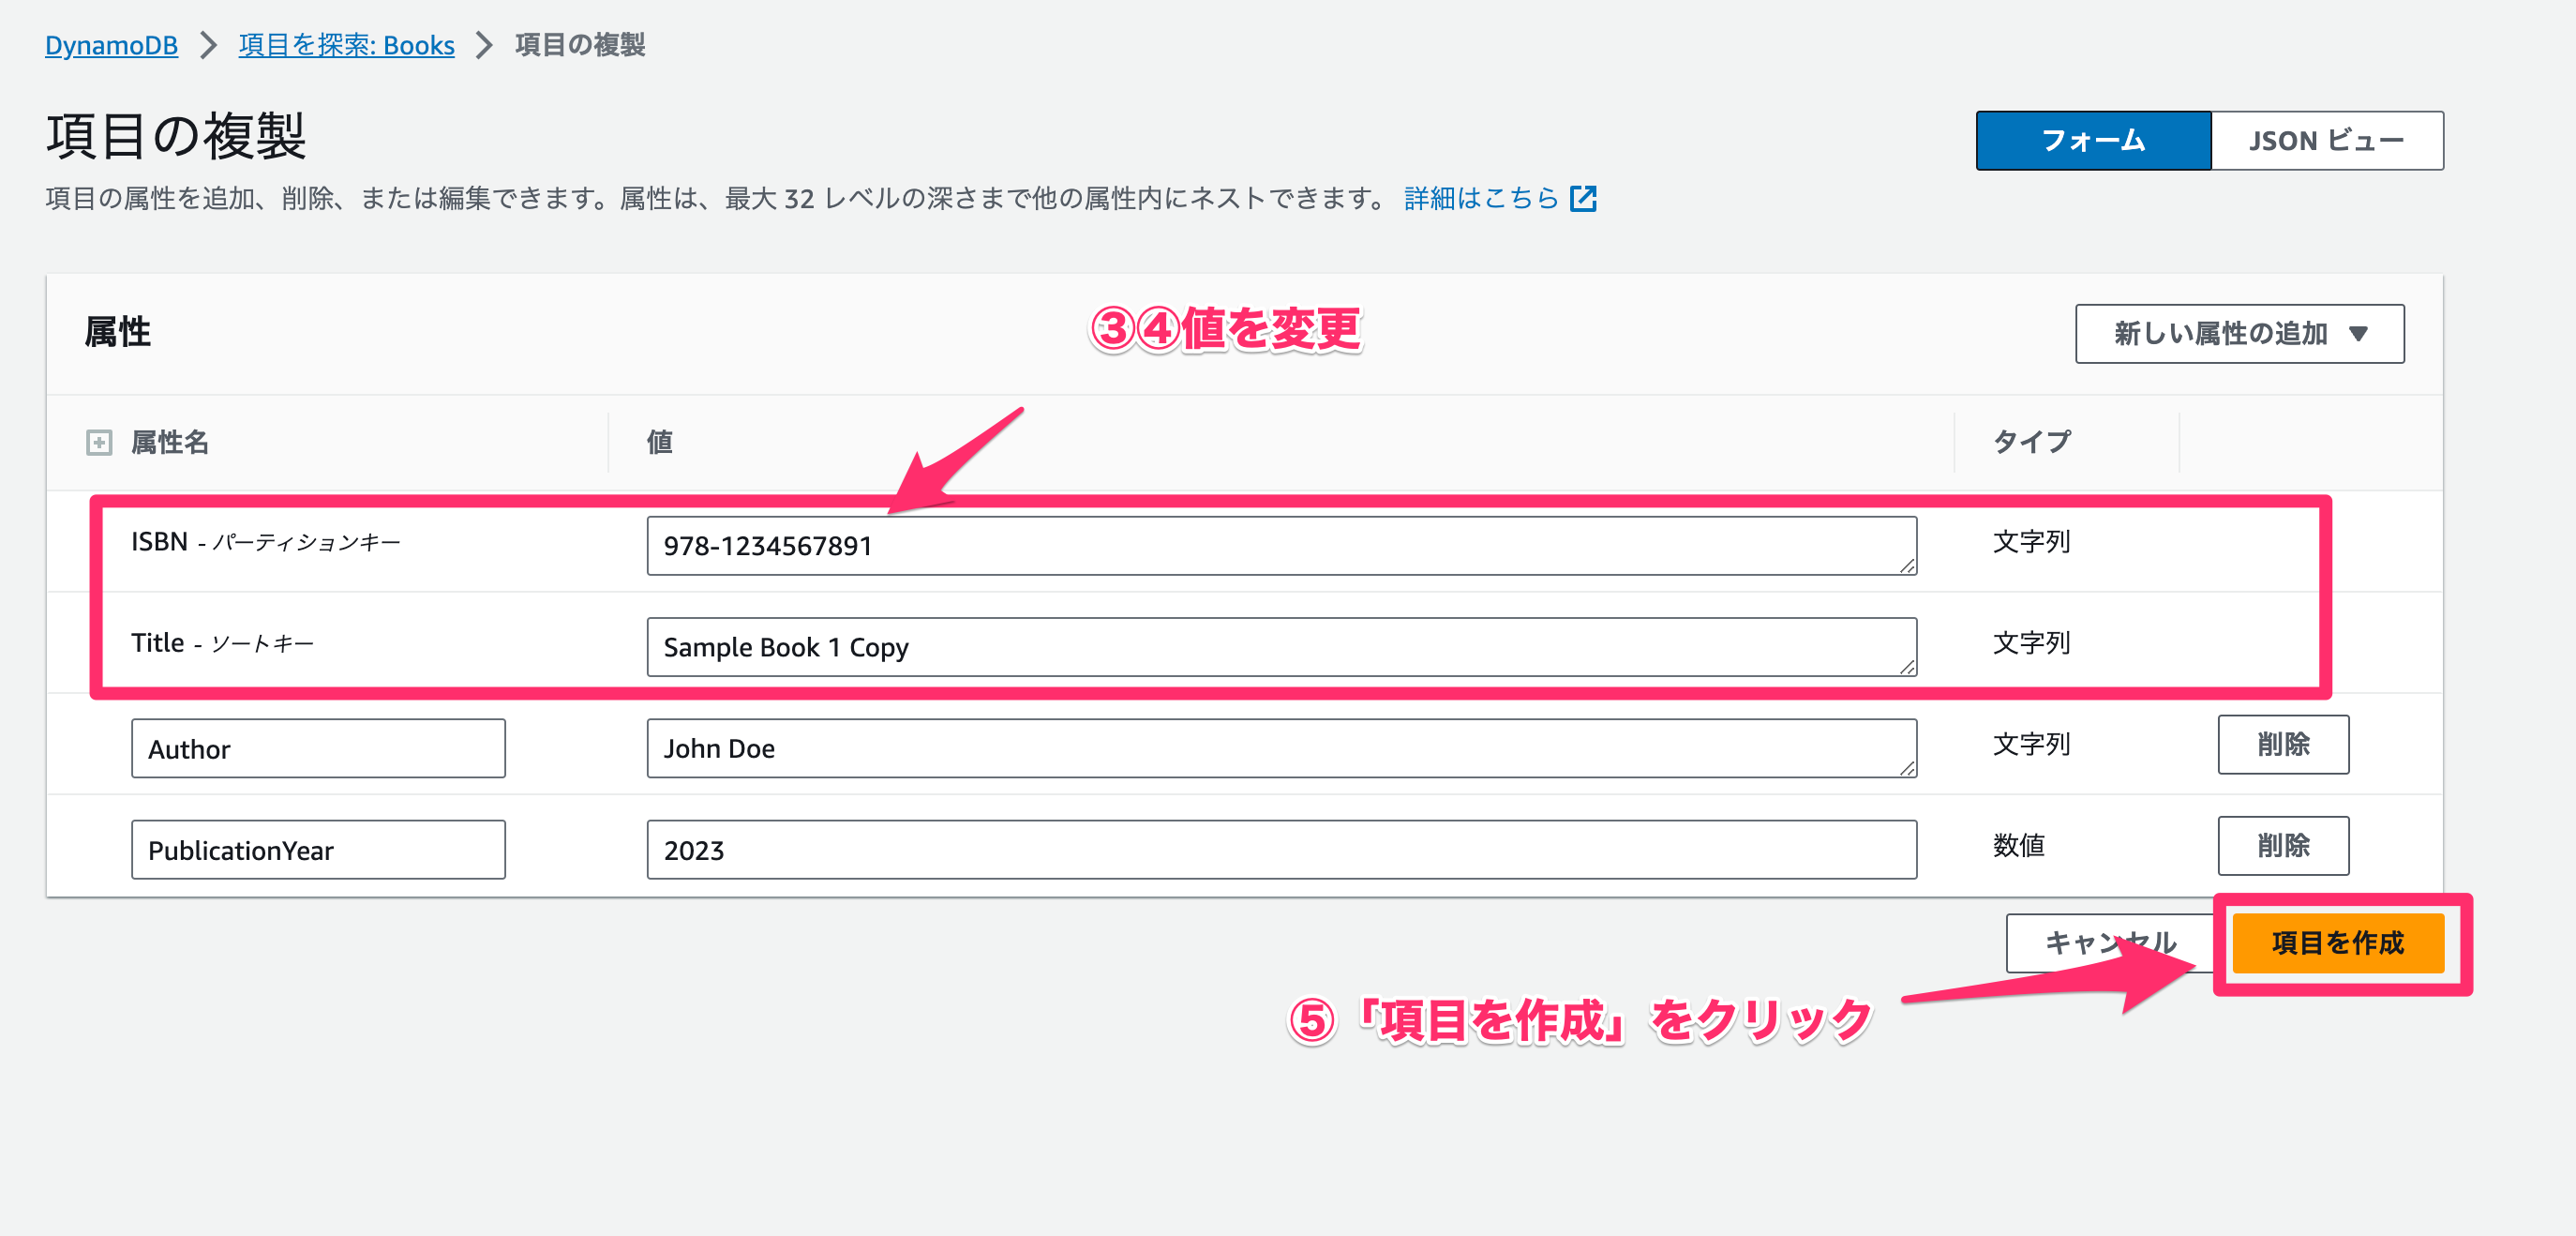 DynamoDB > 項目を探索: Books > 項目の複製
項目の複製
フォーム JSON ビュー
項目の属性を追加、削除、または編集できます。属性は、最大 32 レベルの深さまで他の属性内にネストできます。 詳細はこちら
属性
③④値を変更
新しい属性の追加 ▼
属性名 値 タイプ
ISBN - パーティションキー 978-1234567891 文字列
Title - ソートキー Sample Book 1 Copy 文字列
Author John Doe 文字列 削除
PublicationYear 2023 数値 削除
キャンセル 項目を作成
⑤「項目を作成」をクリック